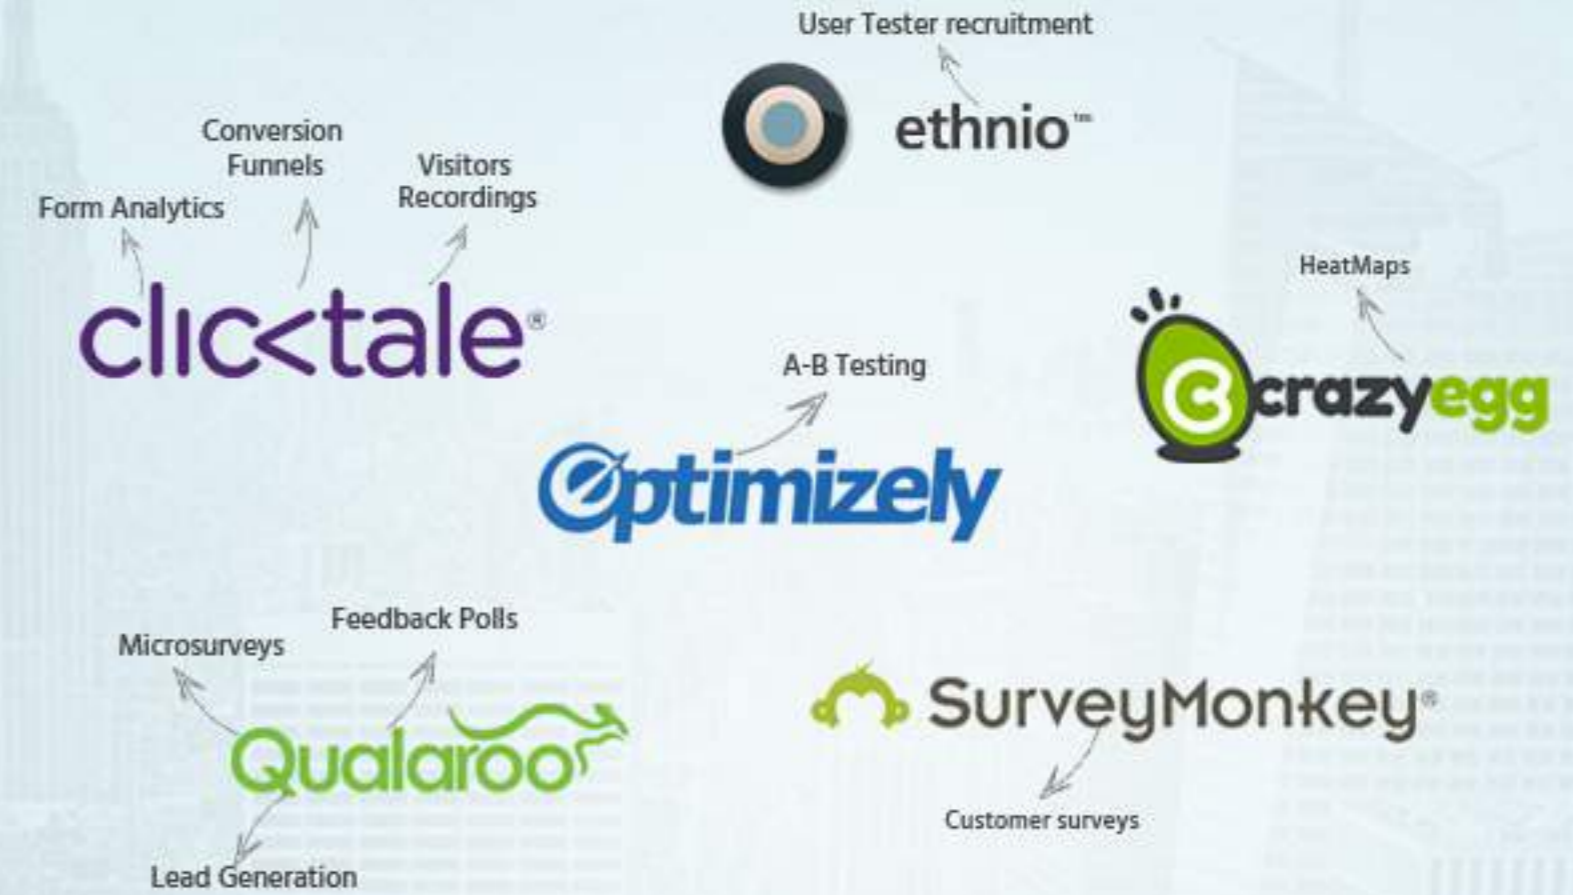 User Tester recruitment
ethnio™
Conversion
Funnels
Visitors
Recordings
Form Analytics
clicktale®
HeatMaps
crazyegg
A-B Testing
Optimizely
Feedback Polls
Microsurveys
Qualaroo
Lead Generation
SurveyMonkey®
Customer surveys